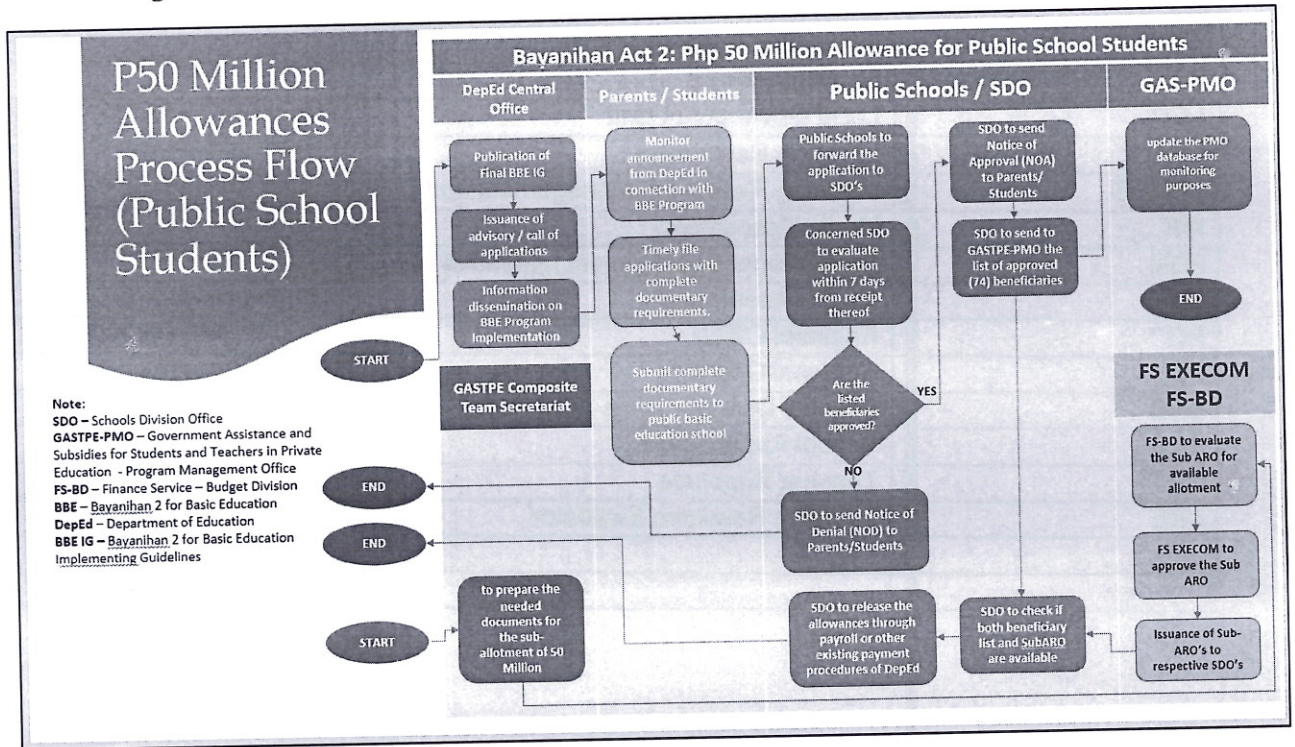 P50 Million
Allowances
Process Flow
(Public School
Students)
Note:
SDO – Schools Division Office
GASTPE-PMO – Government Assistance and
Subsidies for Students and Teachers in Private
Education - Program Management Office
FS-BD – Finance Service – Budget Division
BBE – Bayanihan 2 for Basic Education
DepEd – Department of Education
BBE IG – Bayanihan 2 for Basic Education
Implementing Guidelines
Bayanihan Act 2: Php 50 Million Allowance for Public School Students
DepEd Central
Office
Parents / Students
Public Schools / SDO
GAS-PMO
START
Publication of
Final BBE IG
Issuance of
advisory / call of
applications
Information
dissemination on
BBE Program
Implementation
Monitor
announcement
from DepEd in
connection with
BBE Program
Timely file
applications with
complete
documentary
requirements.
Submit complete
documentary
requirements to
public basic
education school
Public Schools to
forward the
application to
SDO's
Concerned SDO
to evaluate
application
within 7 days
from receipt
thereof
Are the
listed
beneficiaries
approved?
YES
NO
SDO to send Notice of
Denial (NOD) to
Parents/Students
END
SDO to send
Notice of
Approval (NOA)
to Parents/
Students
SDO to send to
GASTPE-PMO the
list of approved
(74) beneficiaries
update the PMO
database for
monitoring
purposes
END
GASTPE Composite
Team Secretariat
START
to prepare the
needed
documents for
the sub-
allotment of 50
Million
FS EXECOM
FS-BD
FS-BD to evaluate
the Sub ARO for
available
allotment
FS EXECOM to
approve the Sub
ARO
Issuance of Sub-
ARO's to
respective SDO's
SDO to check if
both beneficiary
list and SubARO
are available
SDO to release the
allowances through
payroll or other
existing payment
procedures of DepEd
END